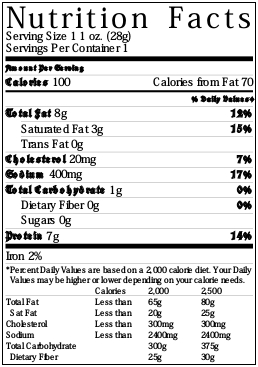 Nutrition Facts
Serving Size 1 1 oz. (28g)
Servings Per Container 1
Amount Per Serving
Calories 100 Calories from Fat 70
% Daily Values*
Total Fat 8g 12%
Saturated Fat 3g 15%
Trans Fat 0g
Cholesterol 20mg 7%
Sodium 400mg 17%
Total Carbohydrate 1g 0%
Dietary Fiber 0g 0%
Sugars 0g
Protein 7g 14%
Iron 2%
*Percent Daily Values are based on a 2,000 calorie diet. Your Daily
Values may be higher or lower depending on your calorie needs.
Calories 2,000 2,500
Total Fat Less than 65g 80g
Sat Fat Less than 20g 25g
Cholesterol Less than 300mg 300mg
Sodium Less than 2400mg 2400mg
Total Carbohydrate 300g 375g
Dietary Fiber 25g 30g